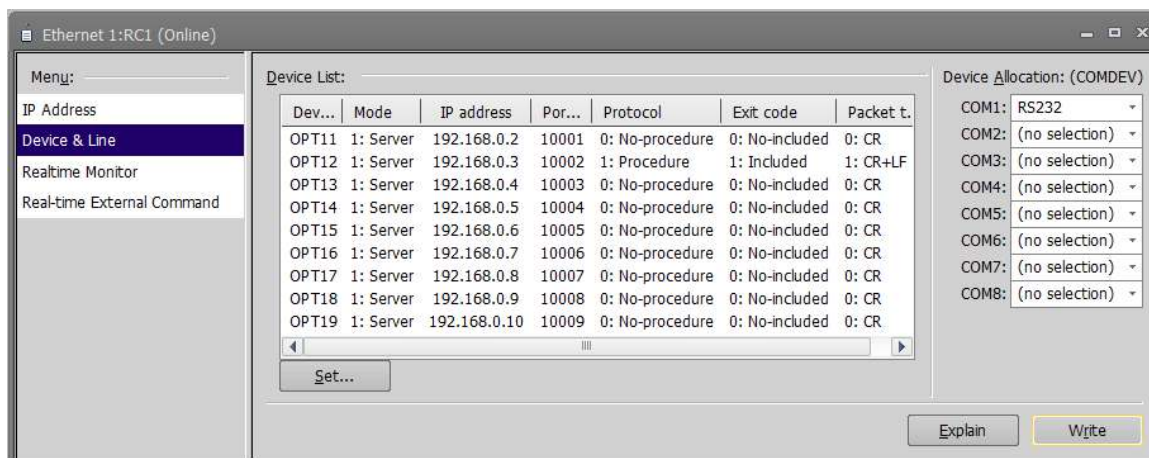 Ethernet 1:RC1 (Online)
Menu:
IP Address
Device & Line
Realtime Monitor
Real-time External Command
Device List:
Dev... Mode IP address Por... Protocol Exit code Packet t.
OPT11 1: Server 192.168.0.2 10001 0: No-procedure 0: No-included 0: CR
OPT12 1: Server 192.168.0.3 10002 1: Procedure 1: Included 1: CR+LF
OPT13 1: Server 192.168.0.4 10003 0: No-procedure 0: No-included 0: CR
OPT14 1: Server 192.168.0.5 10004 0: No-procedure 0: No-included 0: CR
OPT15 1: Server 192.168.0.6 10005 0: No-procedure 0: No-included 0: CR
OPT16 1: Server 192.168.0.7 10006 0: No-procedure 0: No-included 0: CR
OPT17 1: Server 192.168.0.8 10007 0: No-procedure 0: No-included 0: CR
OPT18 1: Server 192.168.0.9 10008 0: No-procedure 0: No-included 0: CR
OPT19 1: Server 192.168.0.10 10009 0: No-procedure 0: No-included 0: CR
Set...
Device Allocation: (COMDEV)
COM1: RS232
COM2: (no selection)
COM3: (no selection)
COM4: (no selection)
COM5: (no selection)
COM6: (no selection)
COM7: (no selection)
COM8: (no selection)
Explain Write